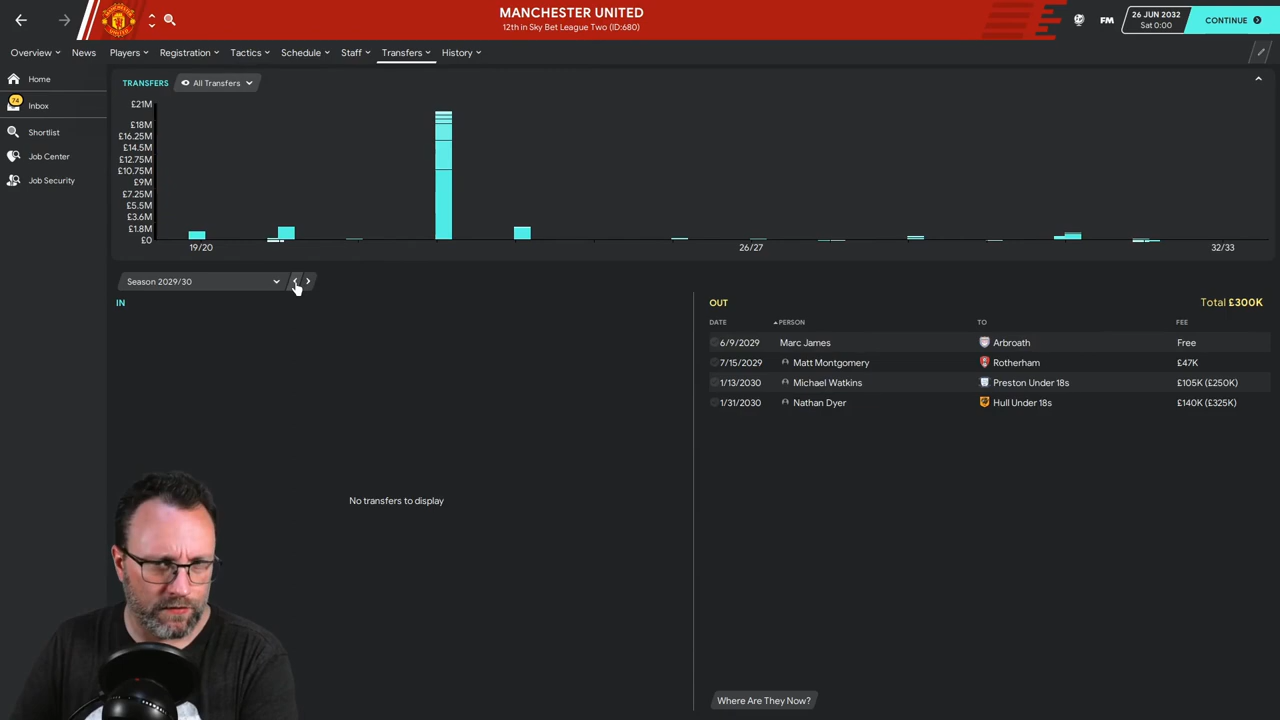 MANCHESTER UNITED
12th in Sky Bet League Two (ID:680)
FM
26 JUN 2032
Sat 0:00
CONTINUE
Overview
News
Players
Registration
Tactics
Schedule
Staff
Transfers
History
Home
74
Inbox
Shortlist
Job Center
Job Security
TRANSFERS
All Transfers
£21M
£18M
£16.25M
£14.5M
£12.75M
£10.75M
£9M
£7.25M
£5.5M
£3.6M
£1.8M
£0
19/20
26/27
32/33
Season 2029/30
IN
No transfers to display
OUT
Total £300K
DATE PERSON TO FEE
6/9/2029 Marc James Arbroath Free
7/15/2029 Matt Montgomery Rotherham £47K
1/13/2030 Michael Watkins Preston Under 18s £105K (£250K)
1/31/2030 Nathan Dyer Hull Under 18s £140K (£325K)
Where Are They Now?